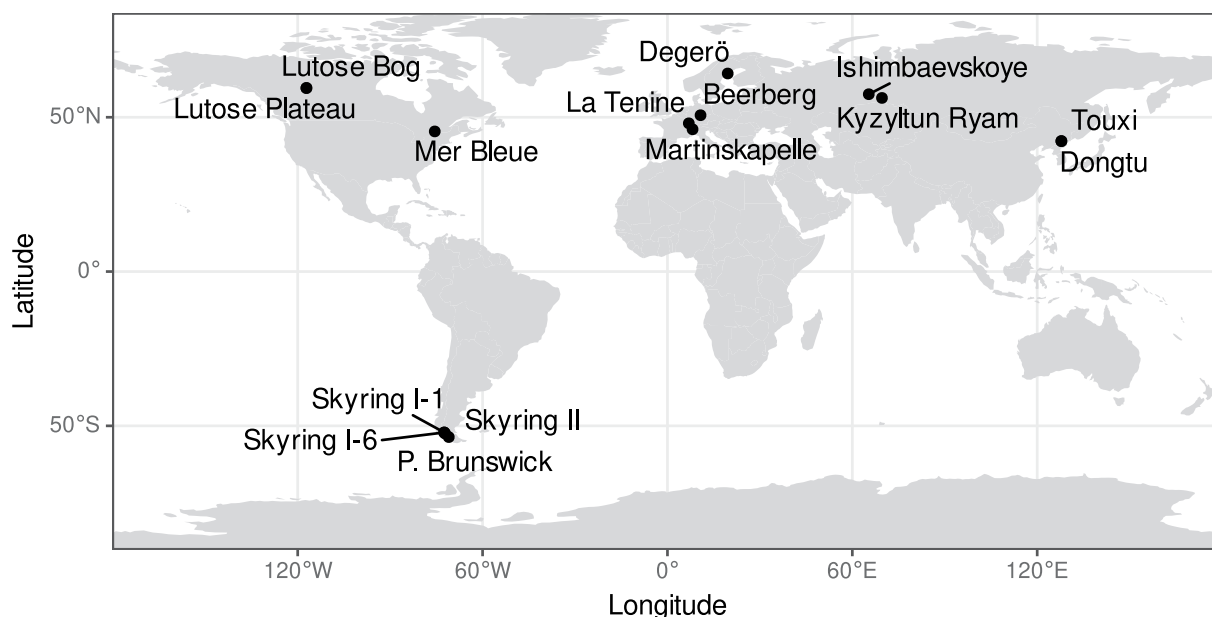 Degerö
Lutose Bog
Ishimbaevskoye
Lutose Plateau
La Tenine
Beerberg
50°N
Kyzyltun Ryam
Touxi
Mer Bleue
Martinskapelle
Dongtu
Latitude
0°
Skyring I-1
Skyring II
50°S
Skyring I-6
P. Brunswick
120°W
60°W
0°
60°E
120°E
Longitude